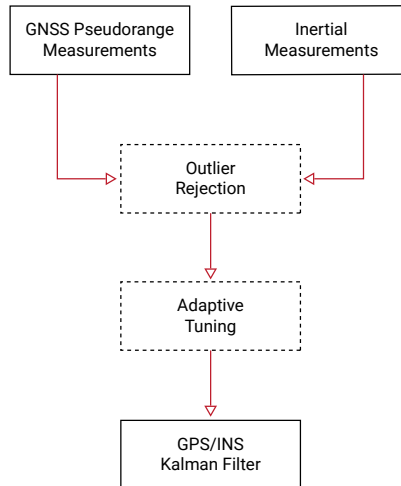 GNSS Pseudorange
Measurements
Inertial
Measurements
Outlier
Rejection
Adaptive
Tuning
GPS/INS
Kalman Filter